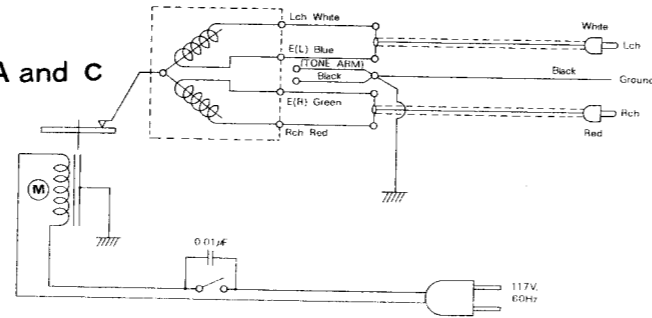 A and C
Lch White
E(L) Blue
(TONE ARM)
Black
E(R) Green
Rch Red
White
Lch
Black
Ground
Rch
Red
M
0.01μF
117V.
60Hz